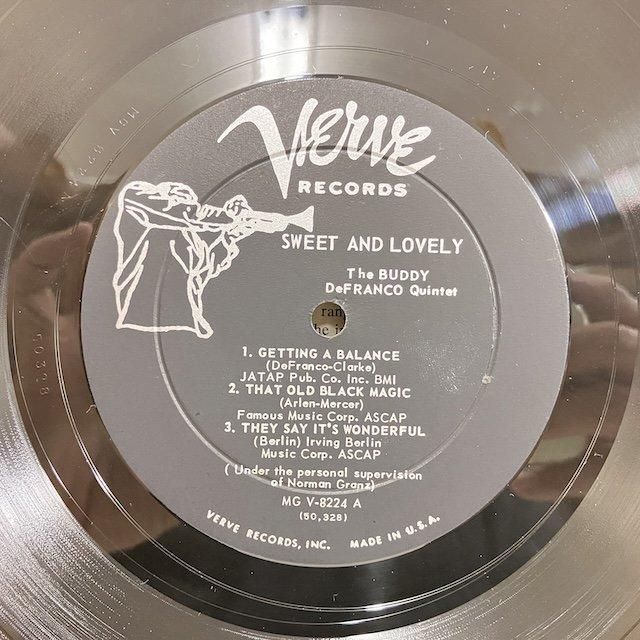 Verve
RECORDS
SWEET AND LOVELY
The BUDDY
DeFRANCO Quintet
ran
he i
1. GETTING A BALANCE
(DeFranco-Clarke)
JATAP Pub. Co. Inc. BMI
2. THAT OLD BLACK MAGIC
(Arlen-Mercer)
Famous Music Corp. ASCAP
3. THEY SAY IT'S WONDERFUL
(Berlin) Irving Berlin
Music Corp. ASCAP
( Under the personal supervision
of Norman Granz)
MG V-8224 A
(50,328)
VERVE RECORDS, INC. MADE IN U.S.A.
50328